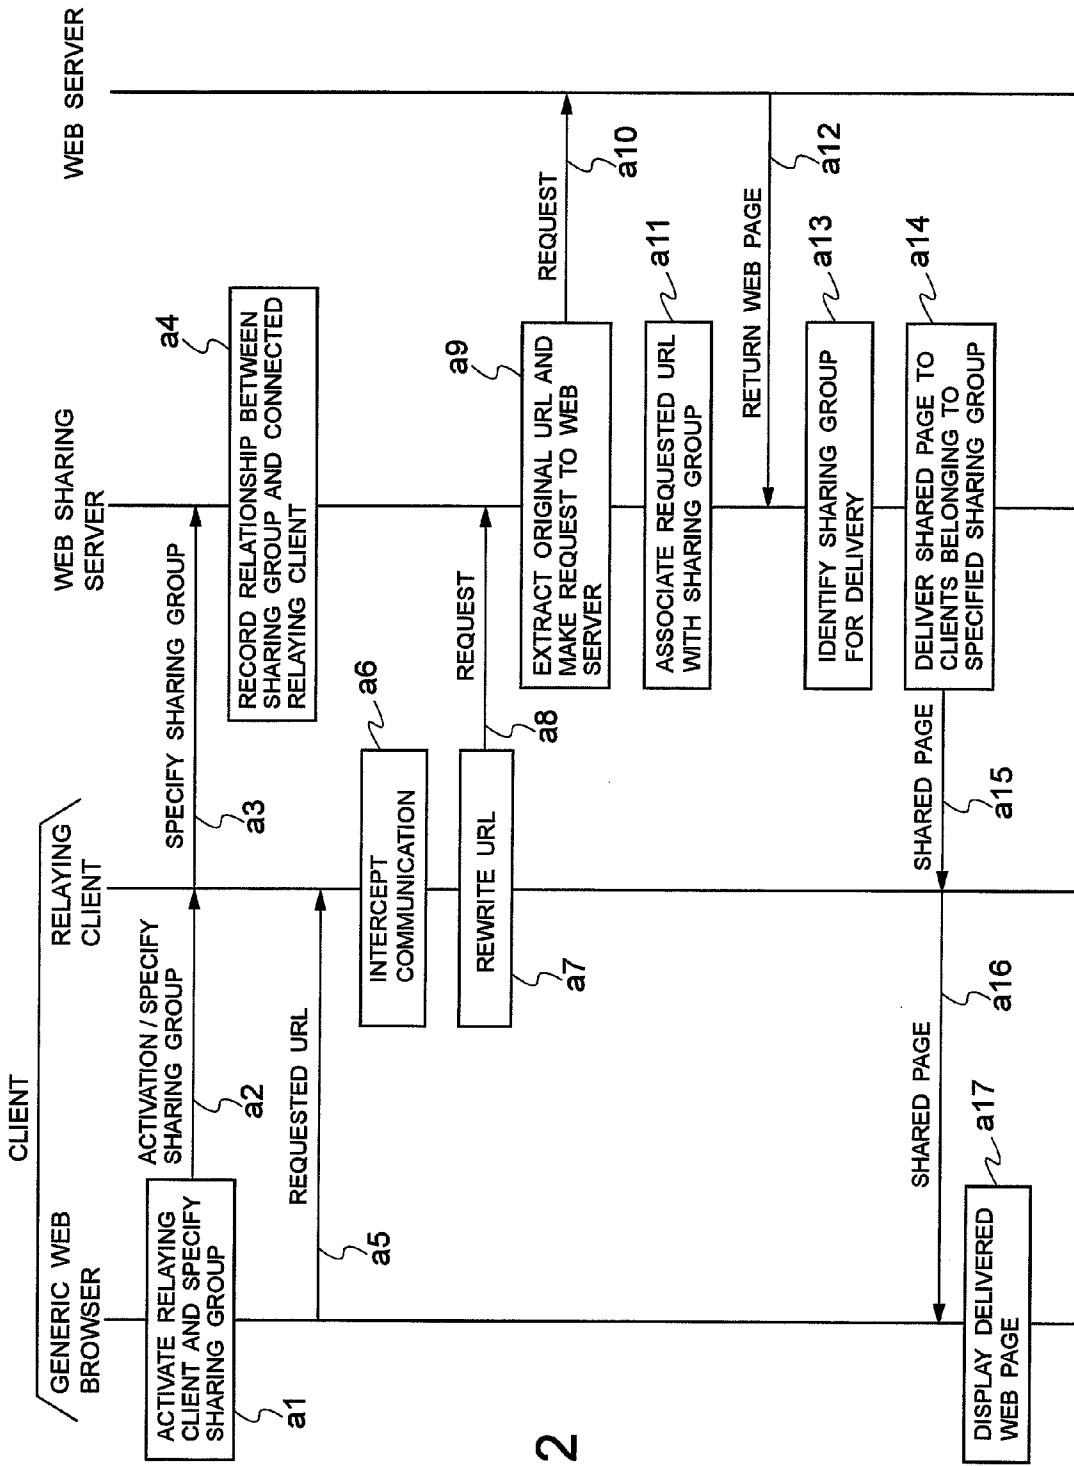 CLIENT
GENERIC WEB
BROWSER
RELAYING
CLIENT
WEB SHARING
SERVER
WEB SERVER
ACTIVATE RELAYING
CLIENT AND SPECIFY
SHARING GROUP
a1
ACTIVATION / SPECIFY
SHARING GROUP
a2
SPECIFY SHARING GROUP
a3
RECORD RELATIONSHIP BETWEEN
SHARING GROUP AND CONNECTED
RELAYING CLIENT
a4
REQUESTED URL
a5
INTERCEPT
COMMUNICATION
a6
REWRITE URL
a7
REQUEST
a8
EXTRACT ORIGINAL URL AND
MAKE REQUEST TO WEB
SERVER
a9
REQUEST
a10
ASSOCIATE REQUESTED URL
WITH SHARING GROUP
a11
RETURN WEB PAGE
a12
IDENTIFY SHARING GROUP
FOR DELIVERY
a13
DELIVER SHARED PAGE TO
CLIENTS BELONGING TO
SPECIFIED SHARING GROUP
a14
SHARED PAGE
a15
SHARED PAGE
a16
DISPLAY DELIVERED
WEB PAGE
a17
2